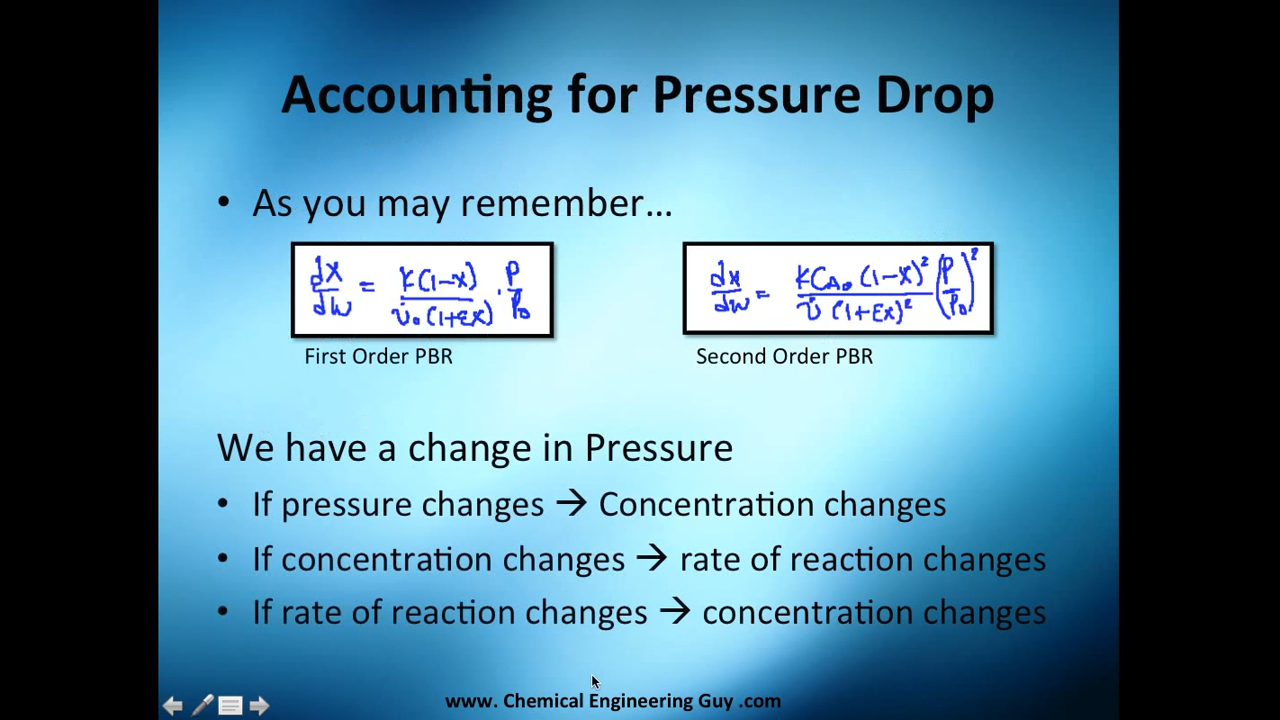 Accounting for Pressure Drop
• As you may remember...
dX/dW = K(1-X)/v̇₀(1+εX) · P/P₀
dX/dW = KC_A₀(1-X)²/v̇(1+εX)² (P/P₀)²
First Order PBR
Second Order PBR
We have a change in Pressure
• If pressure changes → Concentration changes
• If concentration changes → rate of reaction changes
• If rate of reaction changes → concentration changes
www. Chemical Engineering Guy .com